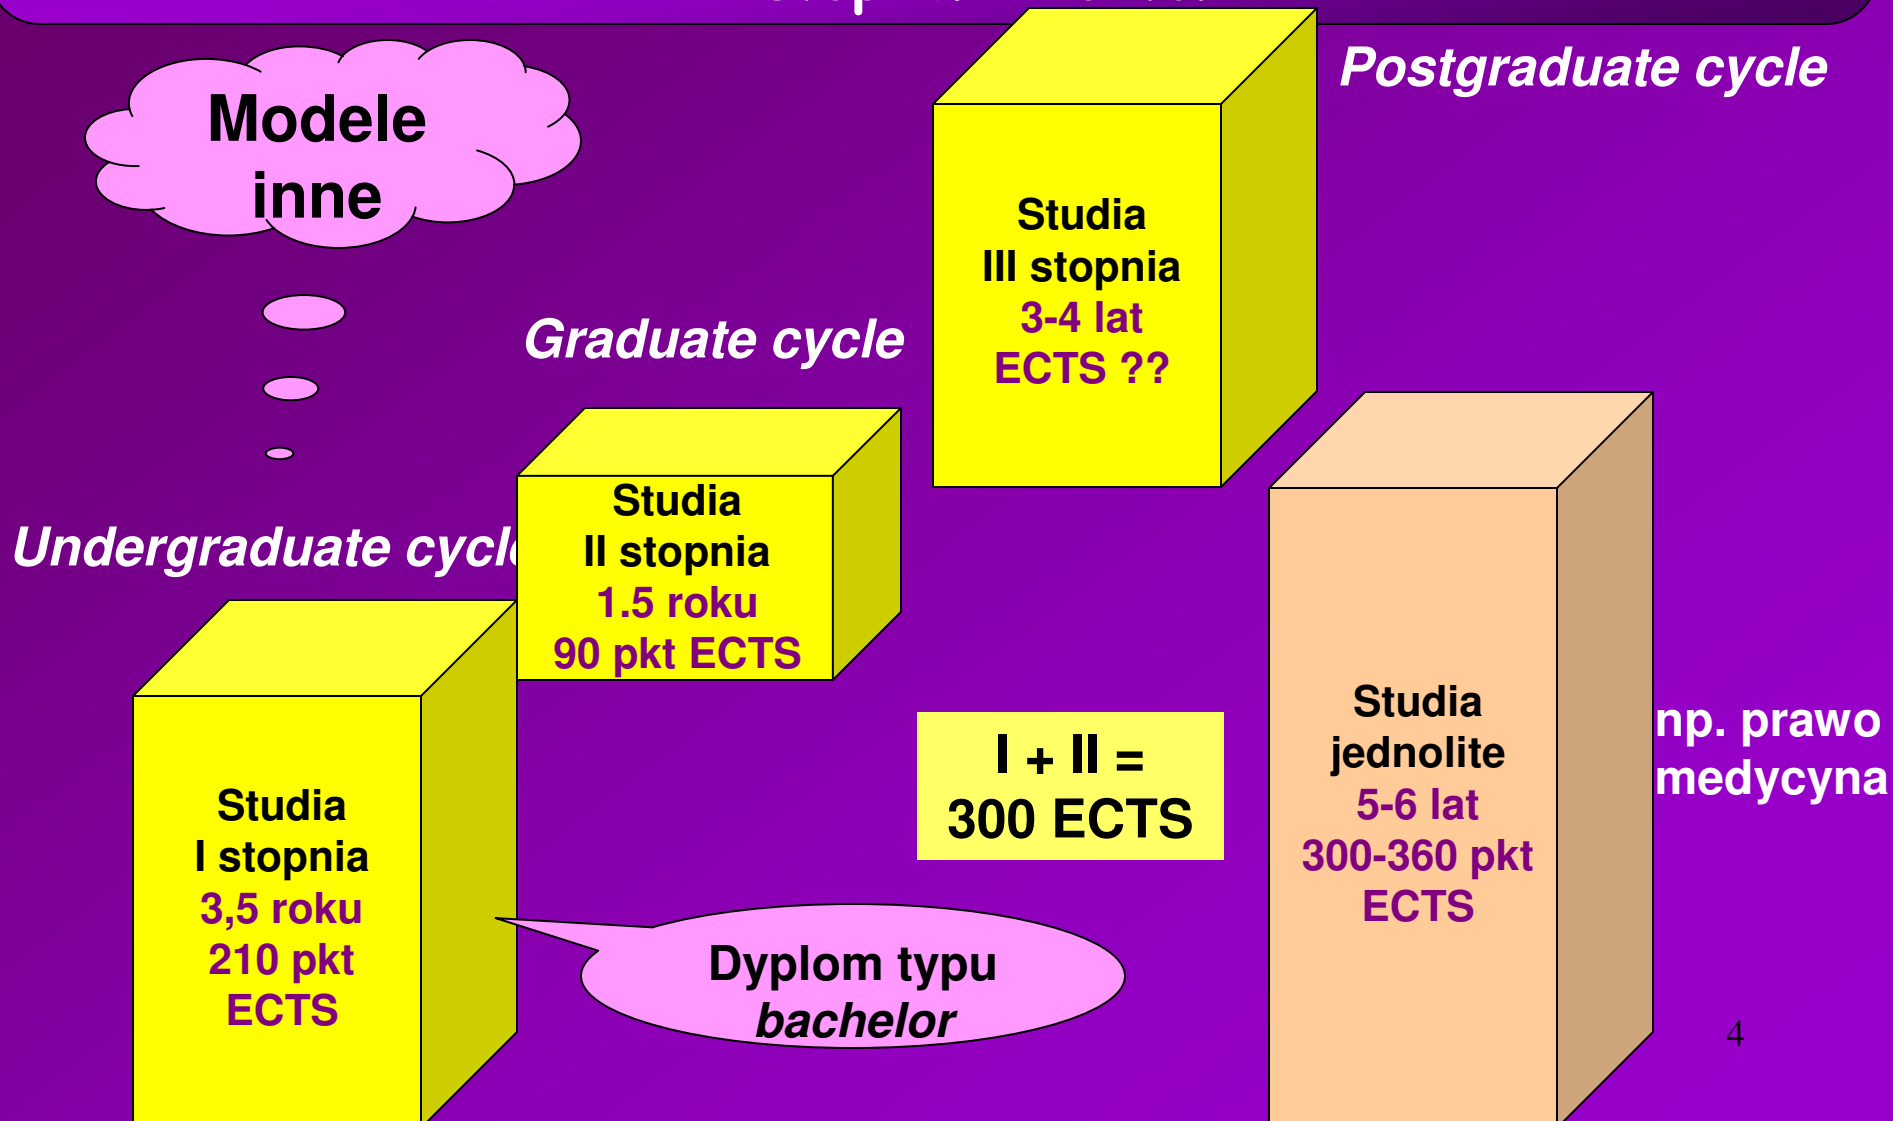 Postgraduate cycle
Modele
inne
Studia
III stopnia
3-4 lat
ECTS ??
Graduate cycle
Studia
II stopnia
1.5 roku
90 pkt ECTS
Undergraduate cycle
Studia
I stopnia
3,5 roku
210 pkt
ECTS
I + II =
300 ECTS
Studia
jednolite
5-6 lat
300-360 pkt
ECTS
np. prawo
medycyna
Dyplom typu
bachelor
4